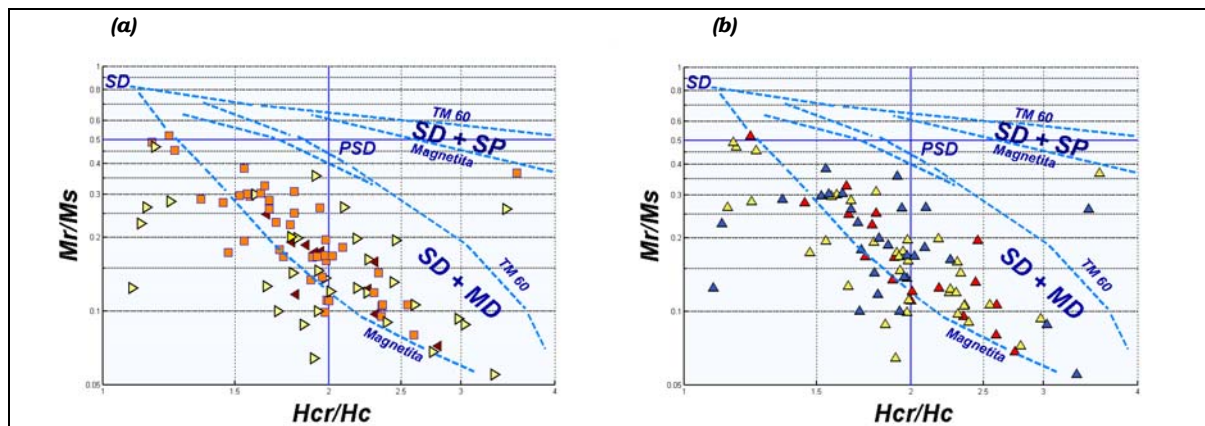 (a)
1
0.8
0.5
0.4
0.3
0.2
0.1
0.05
Mr/Ms
SD
TM 60
SD + SP
Magnetita
PSD
SD + MD
TM 60
Magnetita
1
1.5
2
2.5
3
4
Hcr/Hc
(b)
1
0.8
0.5
0.4
0.3
0.2
0.1
0.05
Mr/Ms
SD
TM 60
SD + SP
Magnetita
PSD
SD + MD
TM 60
Magnetita
1
1.5
2
2.5
3
4
Hcr/Hc